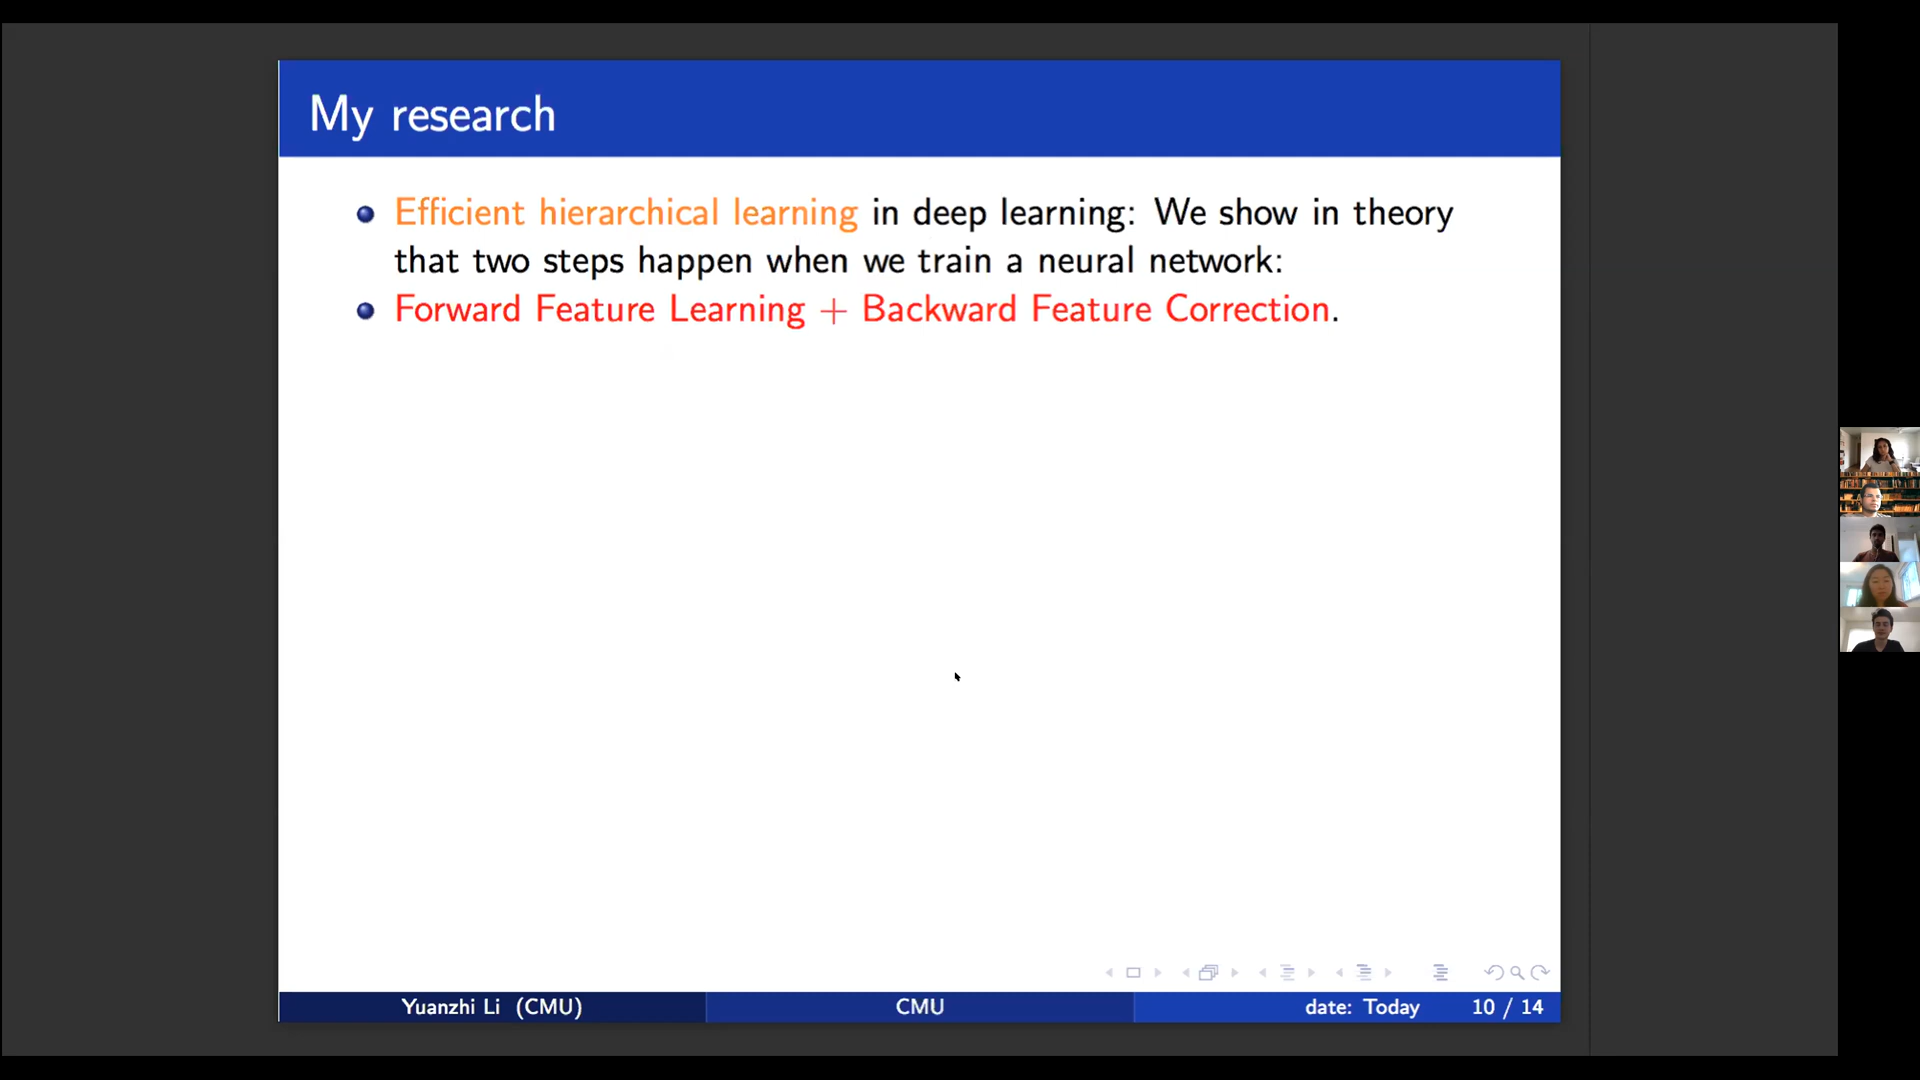 My research
Efficient hierarchical learning in deep learning: We show in theory
that two steps happen when we train a neural network:
Forward Feature Learning + Backward Feature Correction.
Yuanzhi Li (CMU)
CMU
date: Today
10 / 14